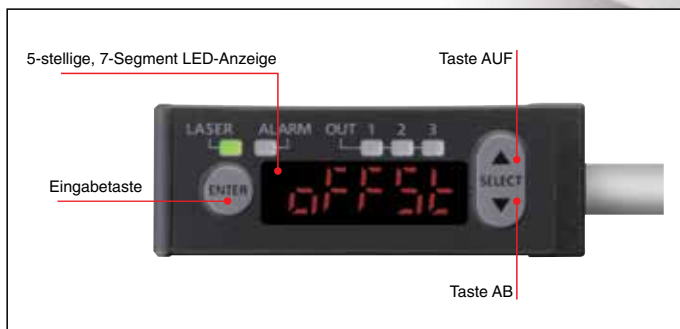 5-stellige, 7-Segment LED-Anzeige
Taste AUF
LASER ALARM OUT 1 2 3
Eingabetaste
ENTER
oFFSt
SELECT
Taste AB